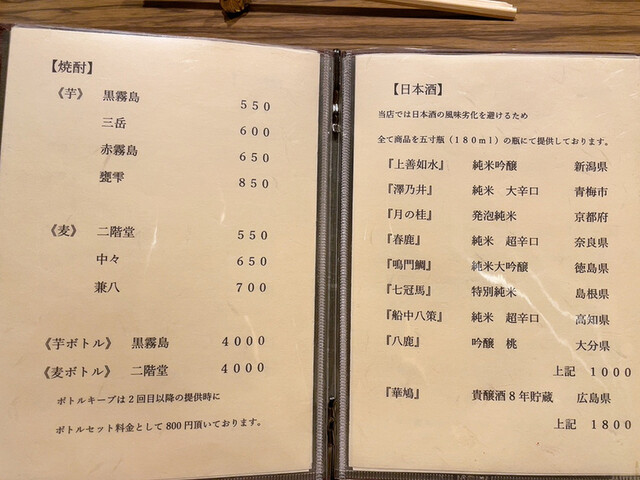 【焼酎】
《芋》 黒霧島 550
三岳 600
赤霧島 650
甕雫 850
《麦》 二階堂 550
中々 650
兼八 700
《芋ボトル》 黒霧島 4000
《麦ボトル》 二階堂 4000
ボトルキープは2回目以降の提供時に
ボトルセット料金として800円頂いております。
【日本酒】
当店では日本酒の風味劣化を避けるため
全て商品を五寸瓶（180ml）の瓶にて提供しております。
『上善如水』 純米吟醸 新潟県
『澤乃井』 純米 大辛口 青梅市
『月の桂』 発泡純米 京都府
『春鹿』 純米 超辛口 奈良県
『鳴門鯛』 純米大吟醸 徳島県
『七冠馬』 特別純米 島根県
『船中八策』 純米 超辛口 高知県
『八鹿』 吟醸 桃 大分県
上記 1000
『華鳩』 貴醸酒8年貯蔵 広島県
上記 1800